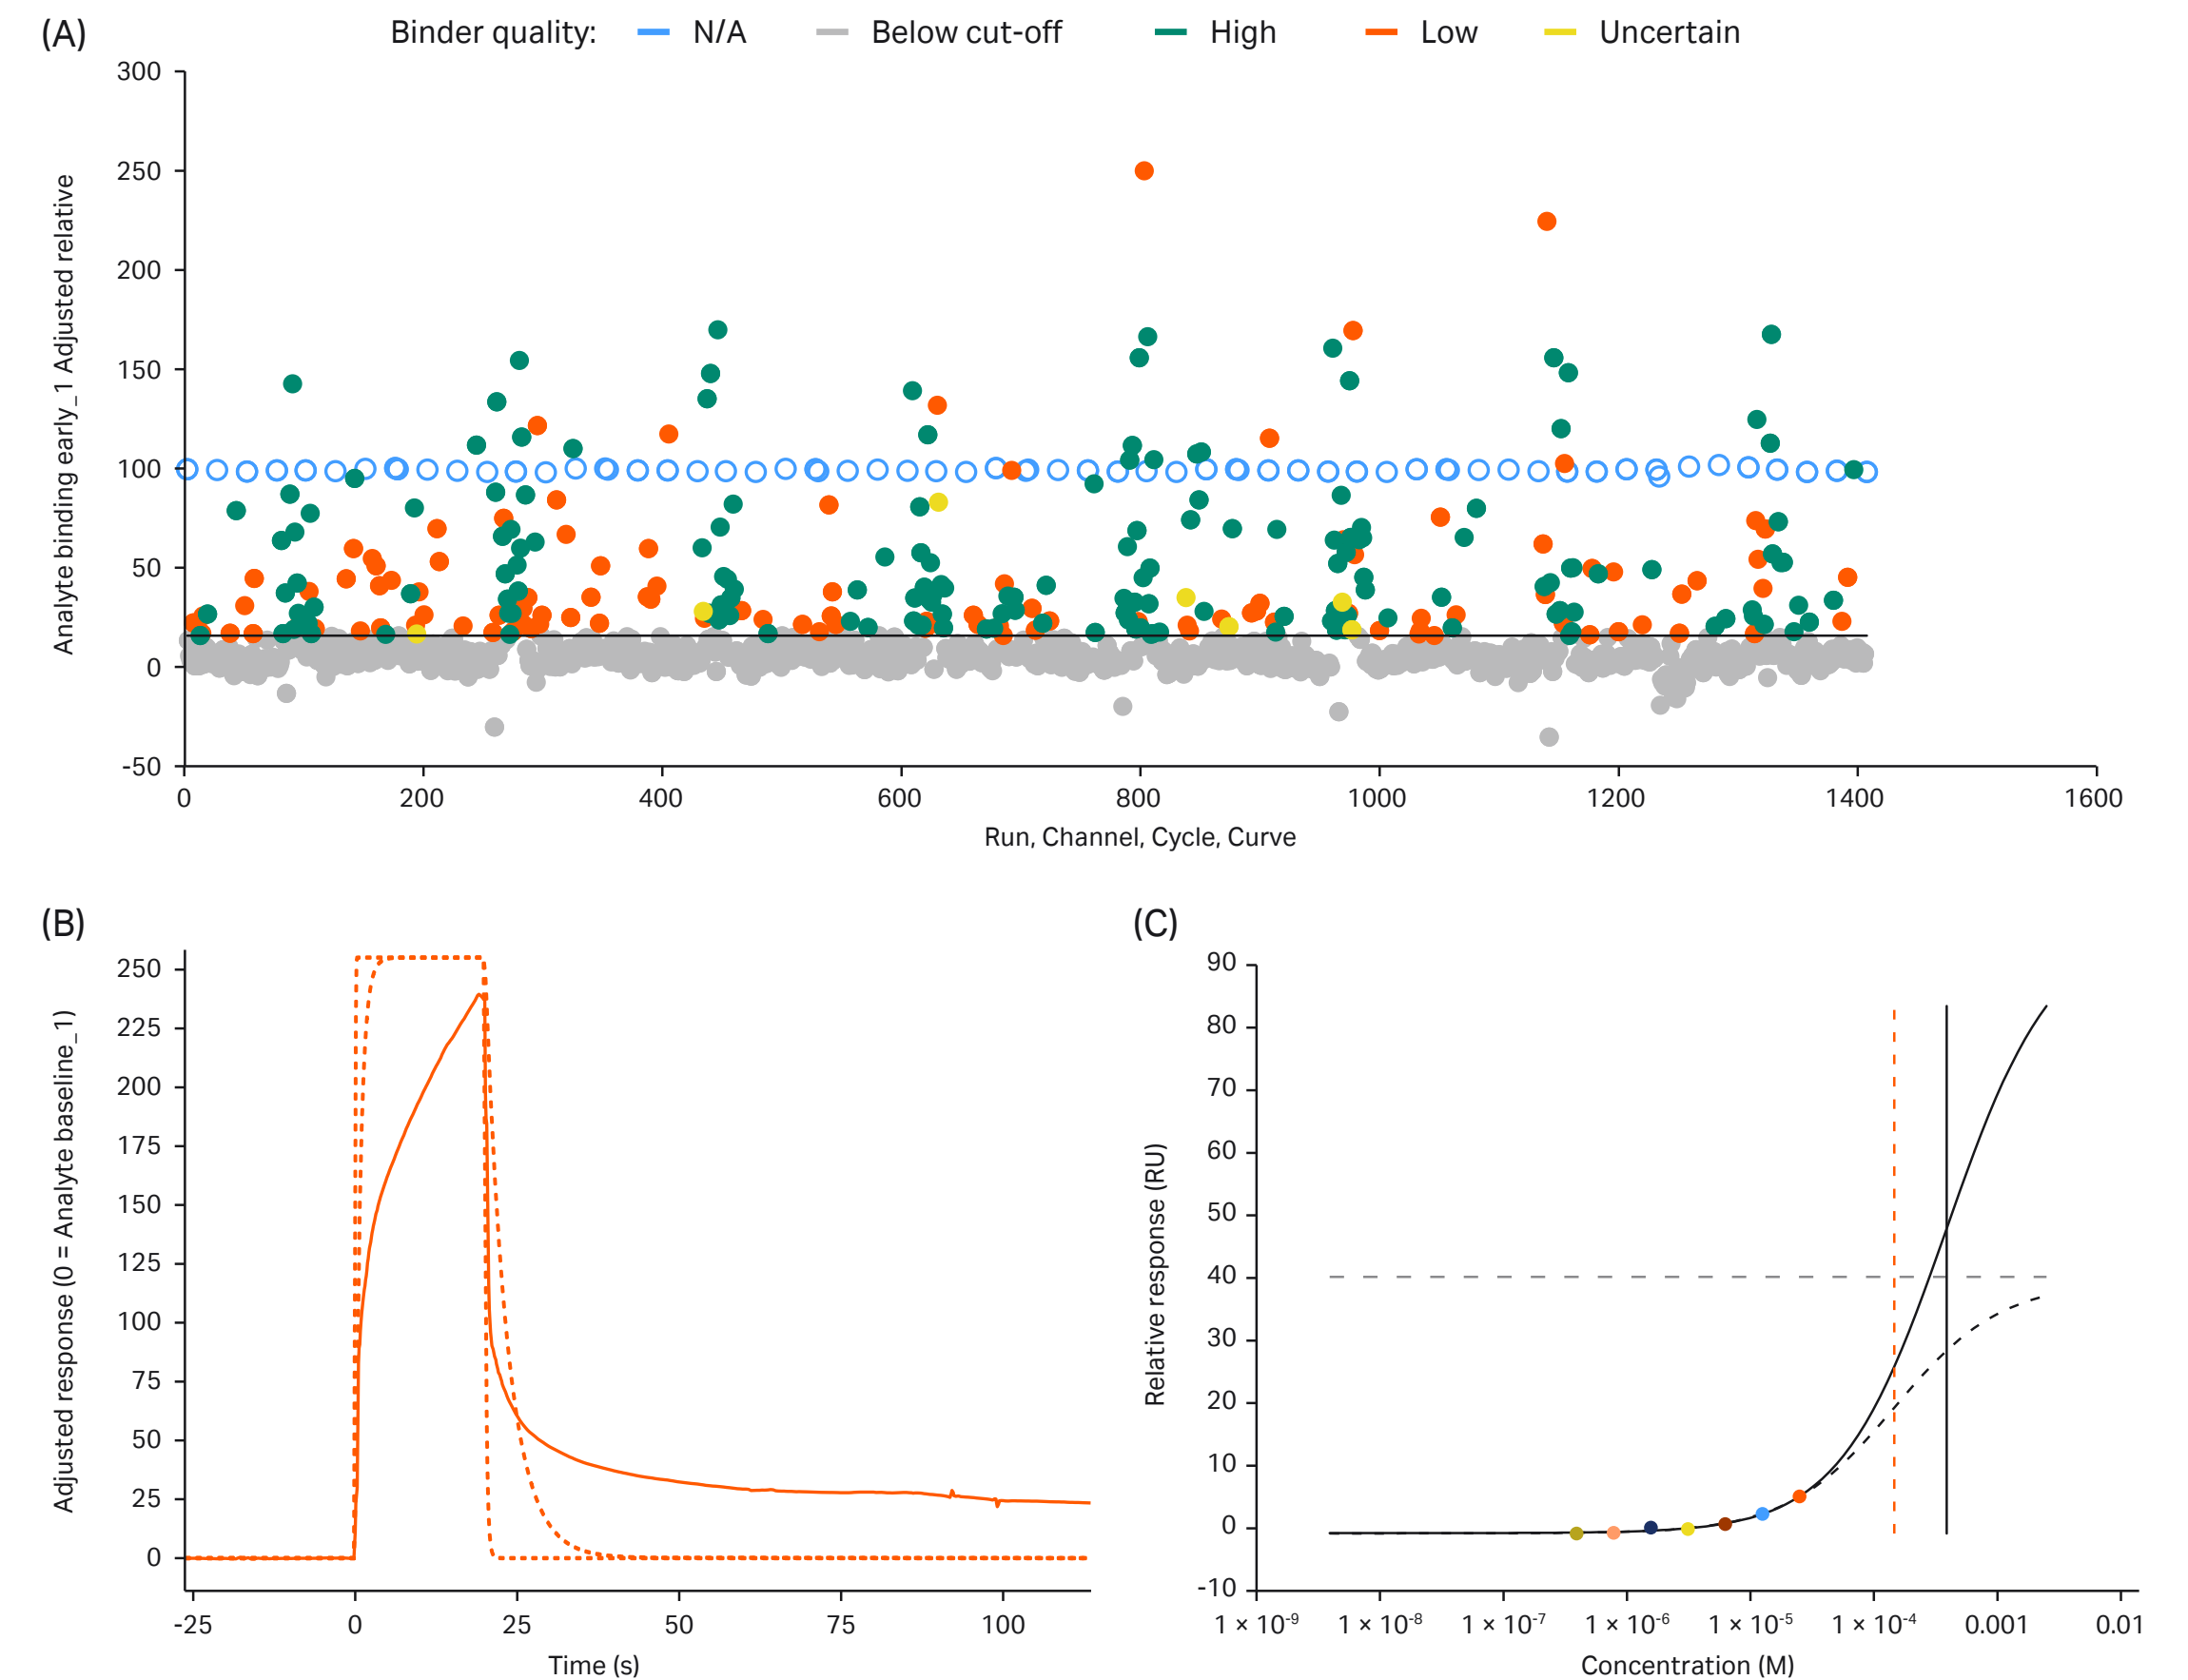 (A)
Binder quality: N/A Below cut-off High Low Uncertain
Analyte binding early_1 Adjusted relative
300
250
200
150
100
50
0
-50
0 200 400 600 800 1000 1200 1400 1600
Run, Channel, Cycle, Curve
(B)
Adjusted response (0 = Analyte baseline_1)
250
225
200
175
150
125
100
75
50
25
0
-25 0 25 50 75 100
Time (s)
(C)
Relative response (RU)
90
80
70
60
50
40
30
20
10
0
-10
1 × 10⁻⁹ 1 × 10⁻⁸ 1 × 10⁻⁷ 1 × 10⁻⁶ 1 × 10⁻⁵ 1 × 10⁻⁴ 0.001 0.01
Concentration (M)